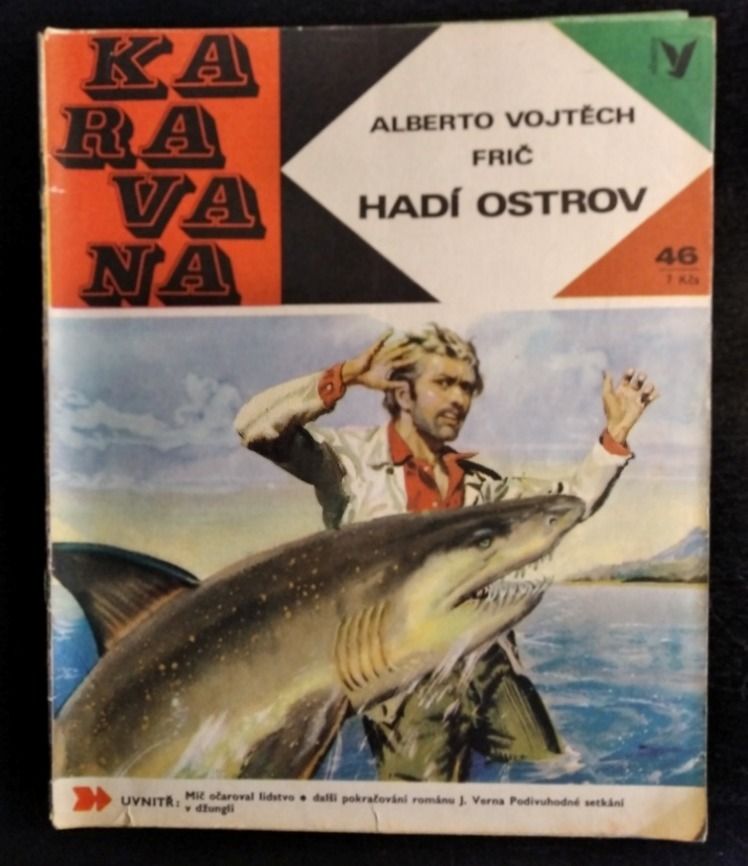 KA
RA
VA
NA
ALBERTO VOJTĚCH
FRIČ
HADÍ OSTROV
46
7 Kčs
UVNITŘ: Míč očaroval lidstvo • další pokračování románu J. Verna Podivuhodné setkání
v džungli